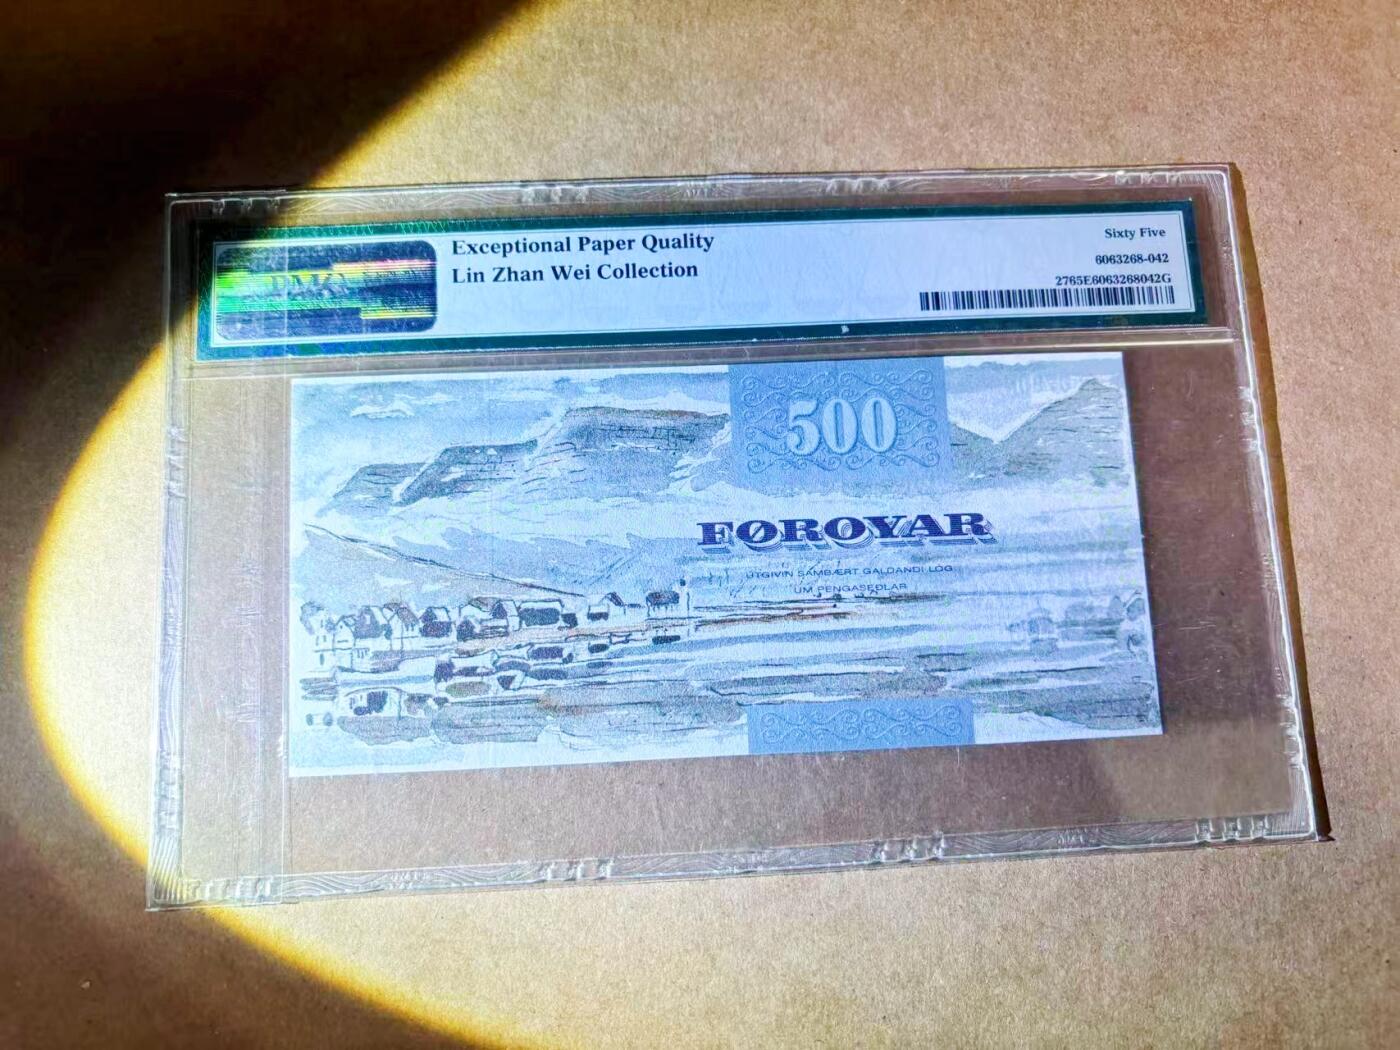 PMG
Exceptional Paper Quality
Lin Zhan Wei Collection
Sixty Five
6063268-042
2765E6063268042G
500
FØROYAR
ÚTGIVIN SAMBÆRT GALDANDI LÓG
UM PENGASEÐLAR